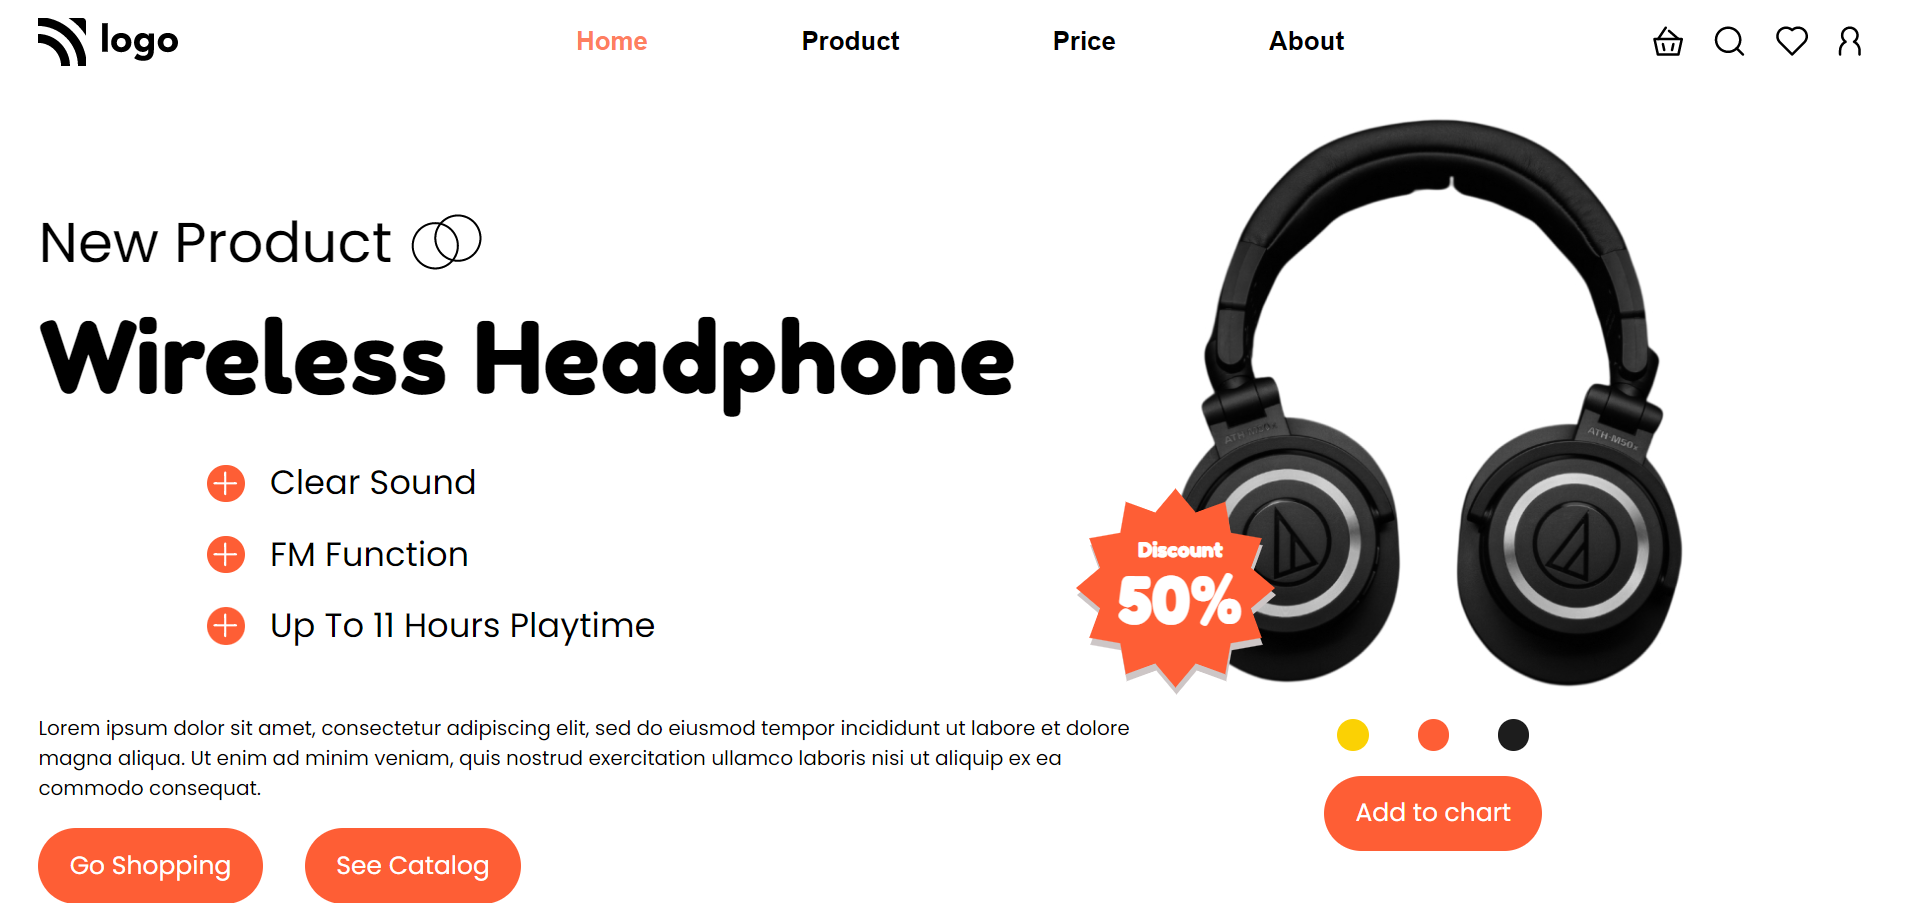 logo
Home
Product
Price
About
New Product
Wireless Headphone
Clear Sound
FM Function
Up To 11 Hours Playtime
ATH-M50x
ATH-M50x
Discount
50%
Lorem ipsum dolor sit amet, consectetur adipiscing elit, sed do eiusmod tempor incididunt ut labore et dolore
magna aliqua. Ut enim ad minim veniam, quis nostrud exercitation ullamco laboris nisi ut aliquip ex ea
commodo consequat.
Add to chart
Go Shopping
See Catalog